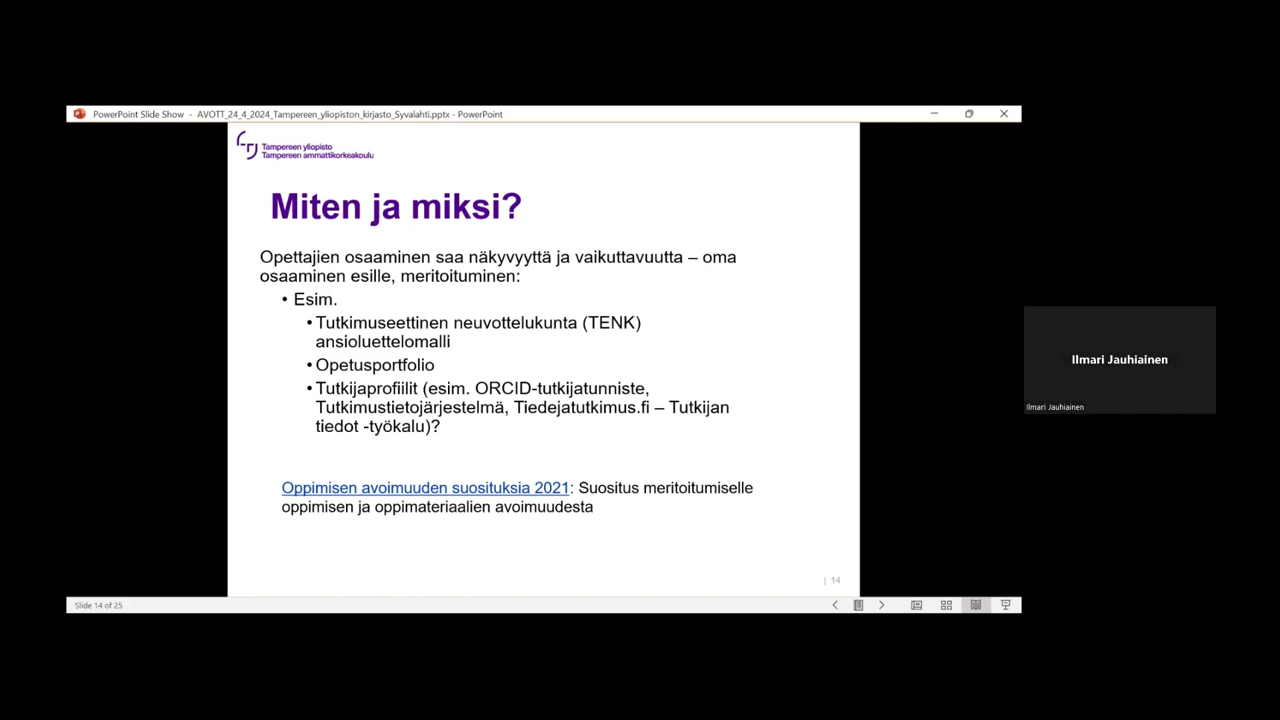 PowerPoint Slide Show - AVOTT_24_4_2024_Tampereen_yliopiston_kirjasto_Syvalahti.pptx - PowerPoint
Tampereen yliopisto
Tampereen ammattikorkeakoulu
Miten ja miksi?
Opettajien osaaminen saa näkyvyyttä ja vaikuttavuutta – oma
osaaminen esille, meritoituminen:
• Esim.
• Tutkimuseettinen neuvottelukunta (TENK)
ansioluettelomalli
• Opetusportfolio
• Tutkijaprofiilit (esim. ORCID-tutkijatunniste,
Tutkimustietojärjestelmä, Tiedejatutkimus.fi – Tutkijan
tiedot -työkalu)?
Oppimisen avoimuuden suosituksia 2021: Suositus meritoitumiselle
oppimisen ja oppimateriaalien avoimuudesta
| 14
Slide 14 of 25
Ilmari Jauhiainen
Ilmari Jauhiainen